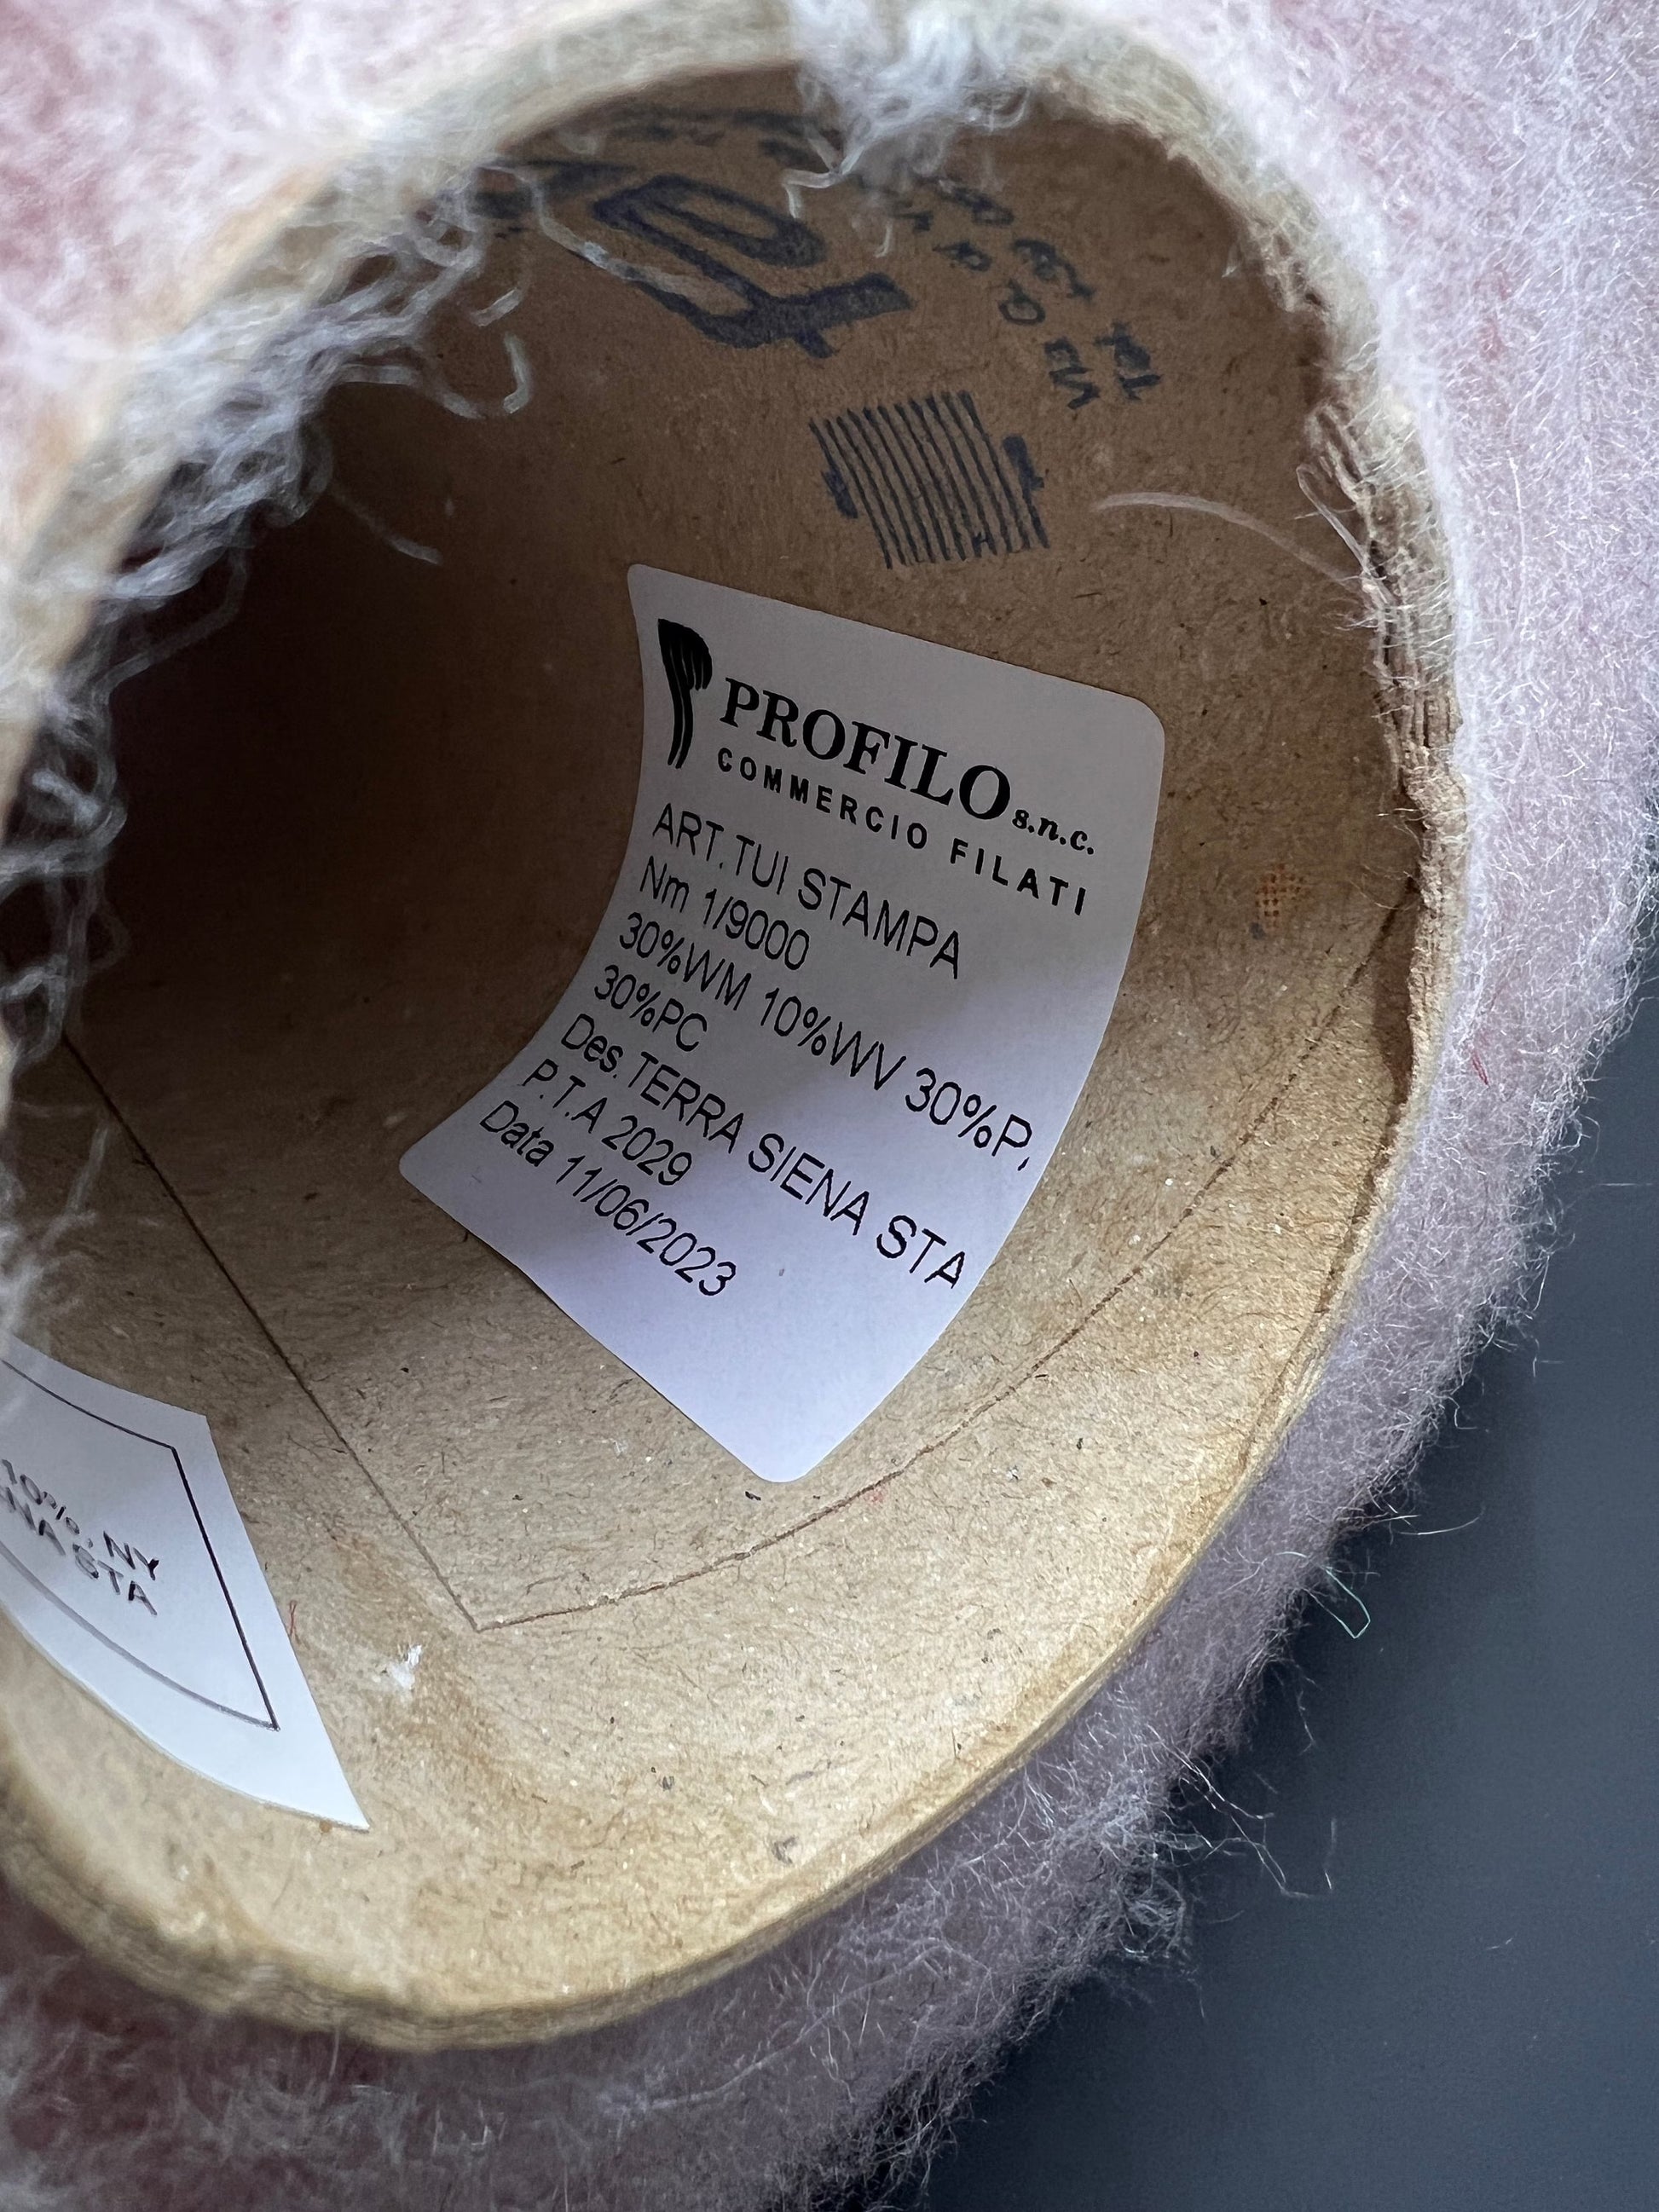 PROFILO s.n.c.
COMMERCIO FILATI
ART.TUI STAMPA
Nm 1/9000
30%WM 10%WV 30%P.
30%PC
Des.TERRA SIENA STA
P.T.A 2029
Data 11/06/2023
10%, NY
ENA STA